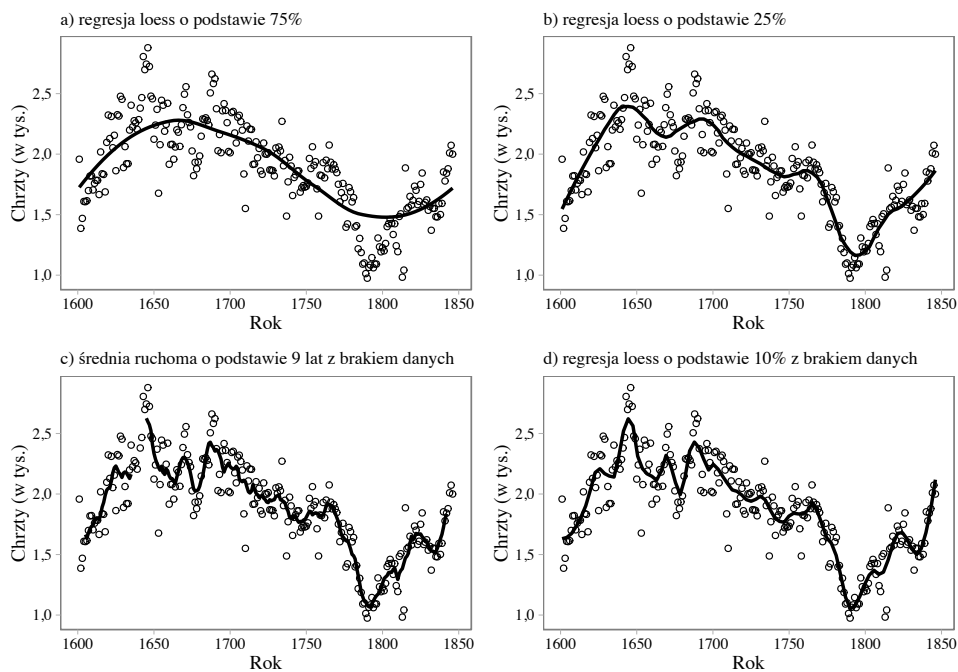 a) regresja loess o podstawie 75%
Chrzty (w tys.)
2,5
2,0
1,5
1,0
1600 1650 1700 1750 1800 1850
Rok
b) regresja loess o podstawie 25%
Chrzty (w tys.)
2,5
2,0
1,5
1,0
1600 1650 1700 1750 1800 1850
Rok
c) średnia ruchoma o podstawie 9 lat z brakiem danych
Chrzty (w tys.)
2,5
2,0
1,5
1,0
1600 1650 1700 1750 1800 1850
Rok
d) regresja loess o podstawie 10% z brakiem danych
Chrzty (w tys.)
2,5
2,0
1,5
1,0
1600 1650 1700 1750 1800 1850
Rok